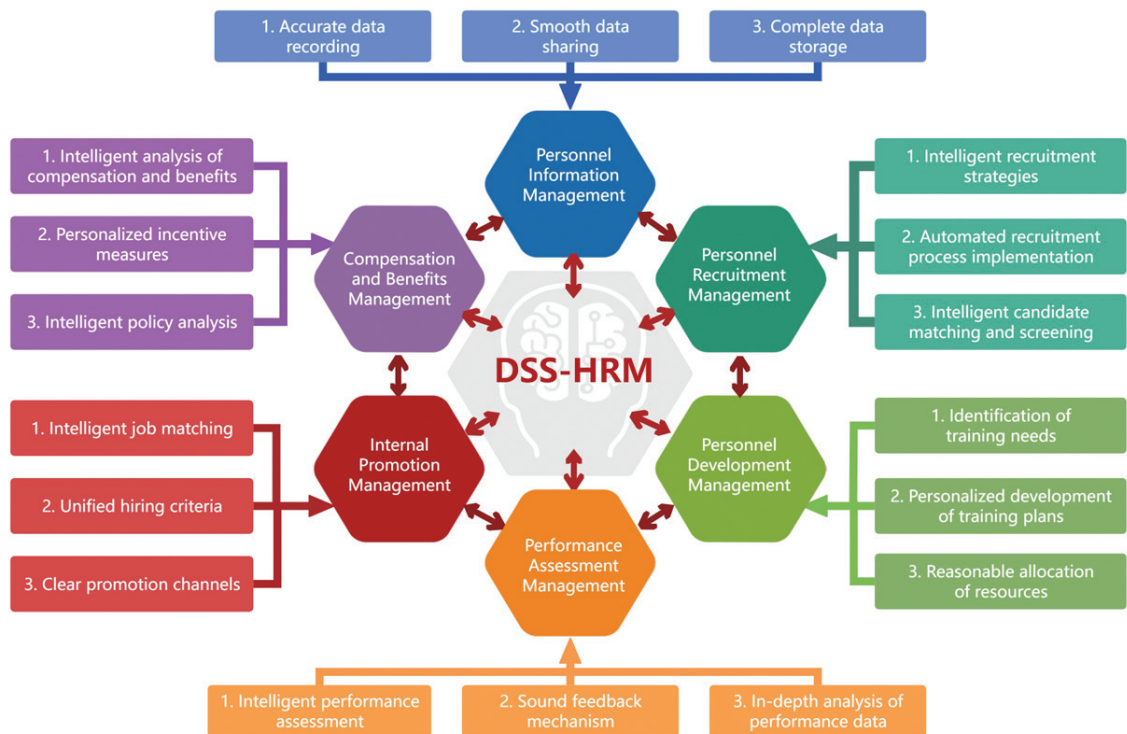 1. Accurate data
recording
2. Smooth data
sharing
3. Complete data
storage
Personnel
Information
Management
1. Intelligent analysis of
compensation and benefits
2. Personalized incentive
measures
3. Intelligent policy analysis
Compensation
and Benefits
Management
Personnel
Recruitment
Management
1. Intelligent recruitment
strategies
2. Automated recruitment
process implementation
3. Intelligent candidate
matching and screening
DSS-HRM
1. Intelligent job matching
2. Unified hiring criteria
3. Clear promotion channels
Internal
Promotion
Management
Personnel
Development
Management
1. Identification of
training needs
2. Personalized development
of training plans
3. Reasonable allocation
of resources
Performance
Assessment
Management
1. Intelligent performance
assessment
2. Sound feedback
mechanism
3. In-depth analysis of
performance data